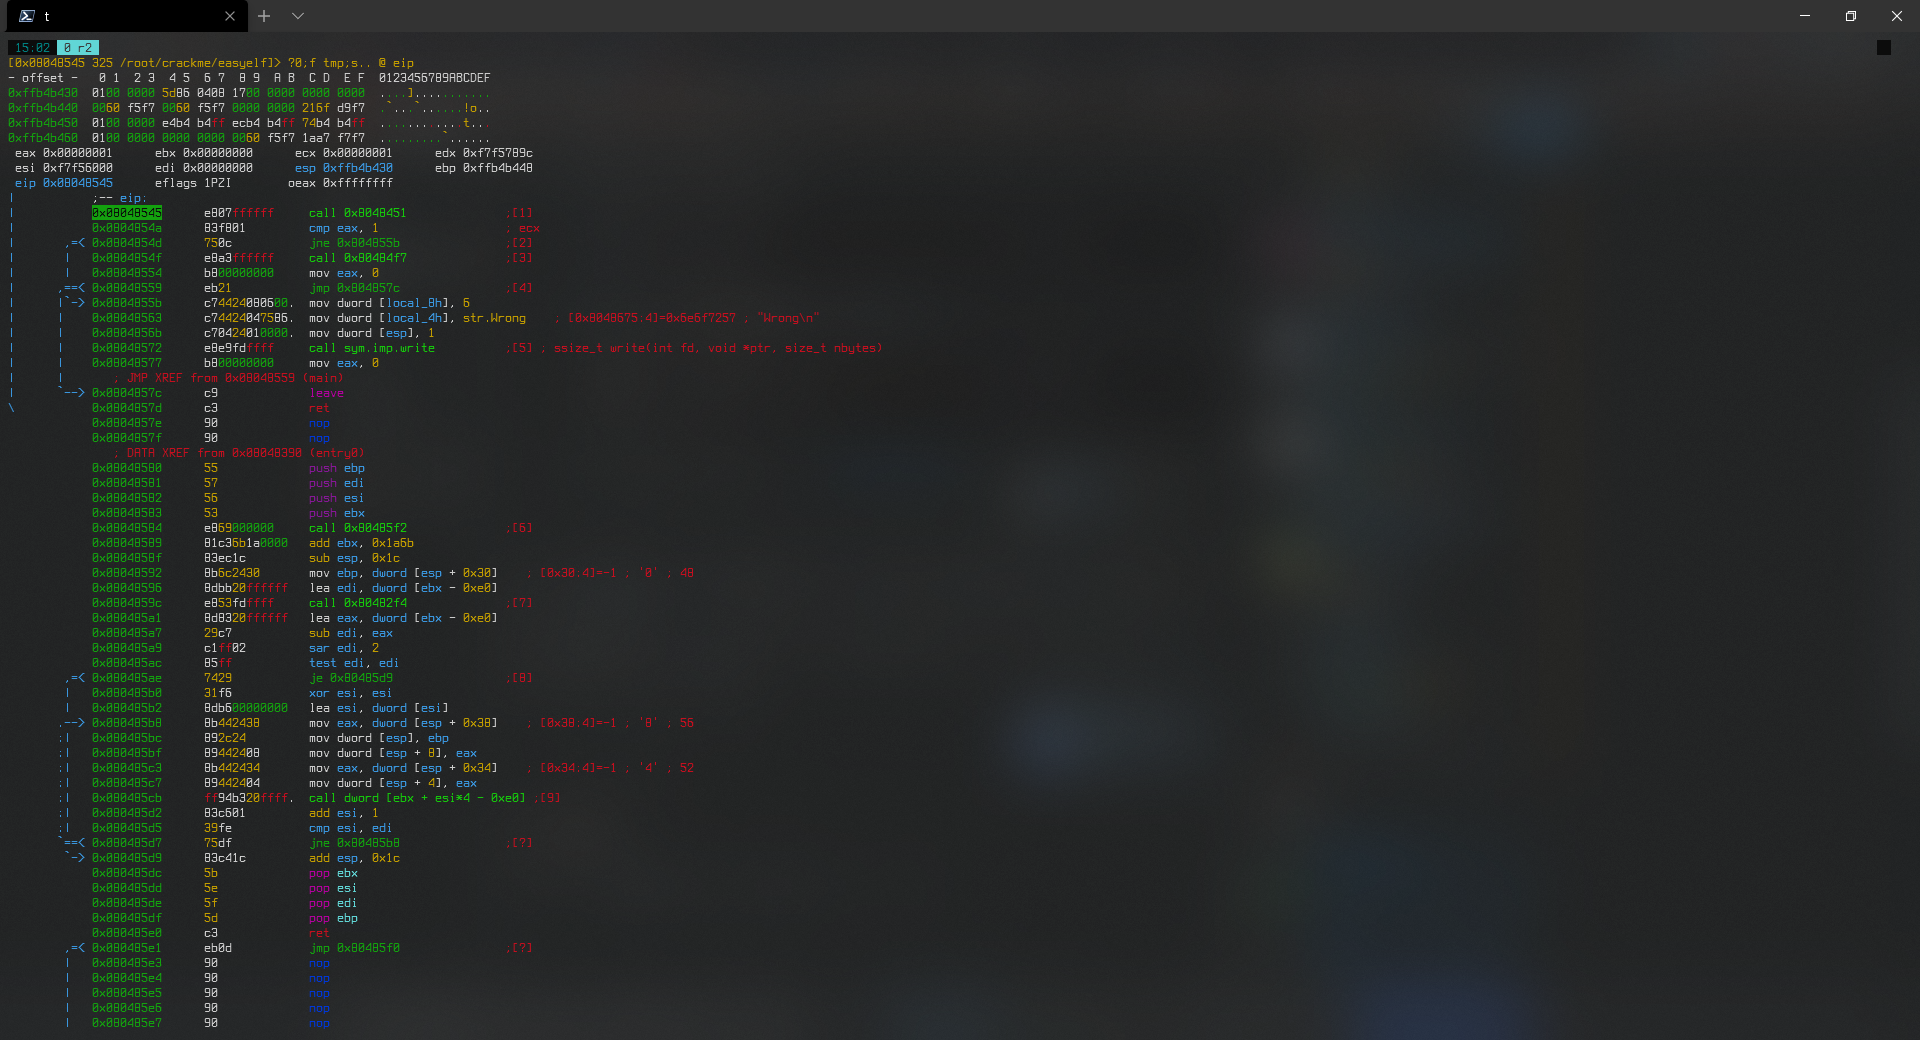 t
15:02 0 r2
[0x08048545 325 /root/crackme/easyelf]> ?0;f tmp;s.. @ eip
- offset -   0 1  2 3  4 5  6 7  8 9  A B  C D  E F  0123456789ABCDEF
0xffb4b430  0100 0000 5d86 0408 1700 0000 0000 0000  ....]...........
0xffb4b440  0060 f5f7 0060 f5f7 0000 0000 216f d9f7  .`...`......!o..
0xffb4b450  0100 0000 e4b4 b4ff ecb4 b4ff 74b4 b4ff  ............t...
0xffb4b460  0100 0000 0000 0000 0060 f5f7 1aa7 f7f7  .........`......
eax 0x00000001      ebx 0x00000000      ecx 0x00000001      edx 0xf7f5789c
esi 0xf7f56000      edi 0x00000000      esp 0xffb4b430      ebp 0xffb4b448
eip 0x08048545      eflags 1PZI        oeax 0xffffffff
|           ;-- eip:
|           0x08048545      e807ffffff     call 0x8048451              ;[1]
|           0x0804854a      83f801         cmp eax, 1                  ; ecx
|       ,=< 0x0804854d      750c           jne 0x804855b               ;[2]
|       |   0x0804854f      e8a3ffffff     call 0x80484f7              ;[3]
|       |   0x08048554      b800000000     mov eax, 0
|      ,==< 0x08048559      eb21           jmp 0x804857c               ;[4]
|      |`-> 0x0804855b      c74424080600.  mov dword [local_8h], 6
|      |    0x08048563      c74424047586.  mov dword [local_4h], str.Wrong    ; [0x8048675:4]=0x6e6f7257 ; "Wrong\n"
|      |    0x0804856b      c70424010000.  mov dword [esp], 1
|      |    0x08048572      e8e9fdffff     call sym.imp.write          ;[5] ; ssize_t write(int fd, void *ptr, size_t nbytes)
|      |    0x08048577      b800000000     mov eax, 0
|      |       ; JMP XREF from 0x08048559 (main)
|      `--> 0x0804857c      c9             leave
\           0x0804857d      c3             ret
0x0804857e      90             nop
0x0804857f      90             nop
; DATA XREF from 0x08048390 (entry0)
0x08048580      55             push ebp
0x08048581      57             push edi
0x08048582      56             push esi
0x08048583      53             push ebx
0x08048584      e869000000     call 0x80485f2              ;[6]
0x08048589      81c36b1a0000   add ebx, 0x1a6b
0x0804858f      83ec1c         sub esp, 0x1c
0x08048592      8b6c2430       mov ebp, dword [esp + 0x30]    ; [0x30:4]=-1 ; '0' ; 48
0x08048596      8dbb20ffffff   lea edi, dword [ebx - 0xe0]
0x0804859c      e853fdffff     call 0x80482f4              ;[7]
0x080485a1      8d8320ffffff   lea eax, dword [ebx - 0xe0]
0x080485a7      29c7           sub edi, eax
0x080485a9      c1ff02         sar edi, 2
0x080485ac      85ff           test edi, edi
,=< 0x080485ae      7429           je 0x80485d9                ;[8]
|   0x080485b0      31f6           xor esi, esi
|   0x080485b2      8db600000000   lea esi, dword [esi]
.--> 0x080485b8      8b442438       mov eax, dword [esp + 0x38]    ; [0x38:4]=-1 ; '8' ; 56
:|   0x080485bc      892c24         mov dword [esp], ebp
:|   0x080485bf      89442408       mov dword [esp + 8], eax
:|   0x080485c3      8b442434       mov eax, dword [esp + 0x34]    ; [0x34:4]=-1 ; '4' ; 52
:|   0x080485c7      89442404       mov dword [esp + 4], eax
:|   0x080485cb      ff94b320ffff.  call dword [ebx + esi*4 - 0xe0] ;[9]
:|   0x080485d2      83c601         add esi, 1
:|   0x080485d5      39fe           cmp esi, edi
`==< 0x080485d7      75df           jne 0x80485b8               ;[?]
`-> 0x080485d9      83c41c         add esp, 0x1c
0x080485dc      5b             pop ebx
0x080485dd      5e             pop esi
0x080485de      5f             pop edi
0x080485df      5d             pop ebp
0x080485e0      c3             ret
,=< 0x080485e1      eb0d           jmp 0x80485f0               ;[?]
|   0x080485e3      90             nop
|   0x080485e4      90             nop
|   0x080485e5      90             nop
|   0x080485e6      90             nop
|   0x080485e7      90             nop